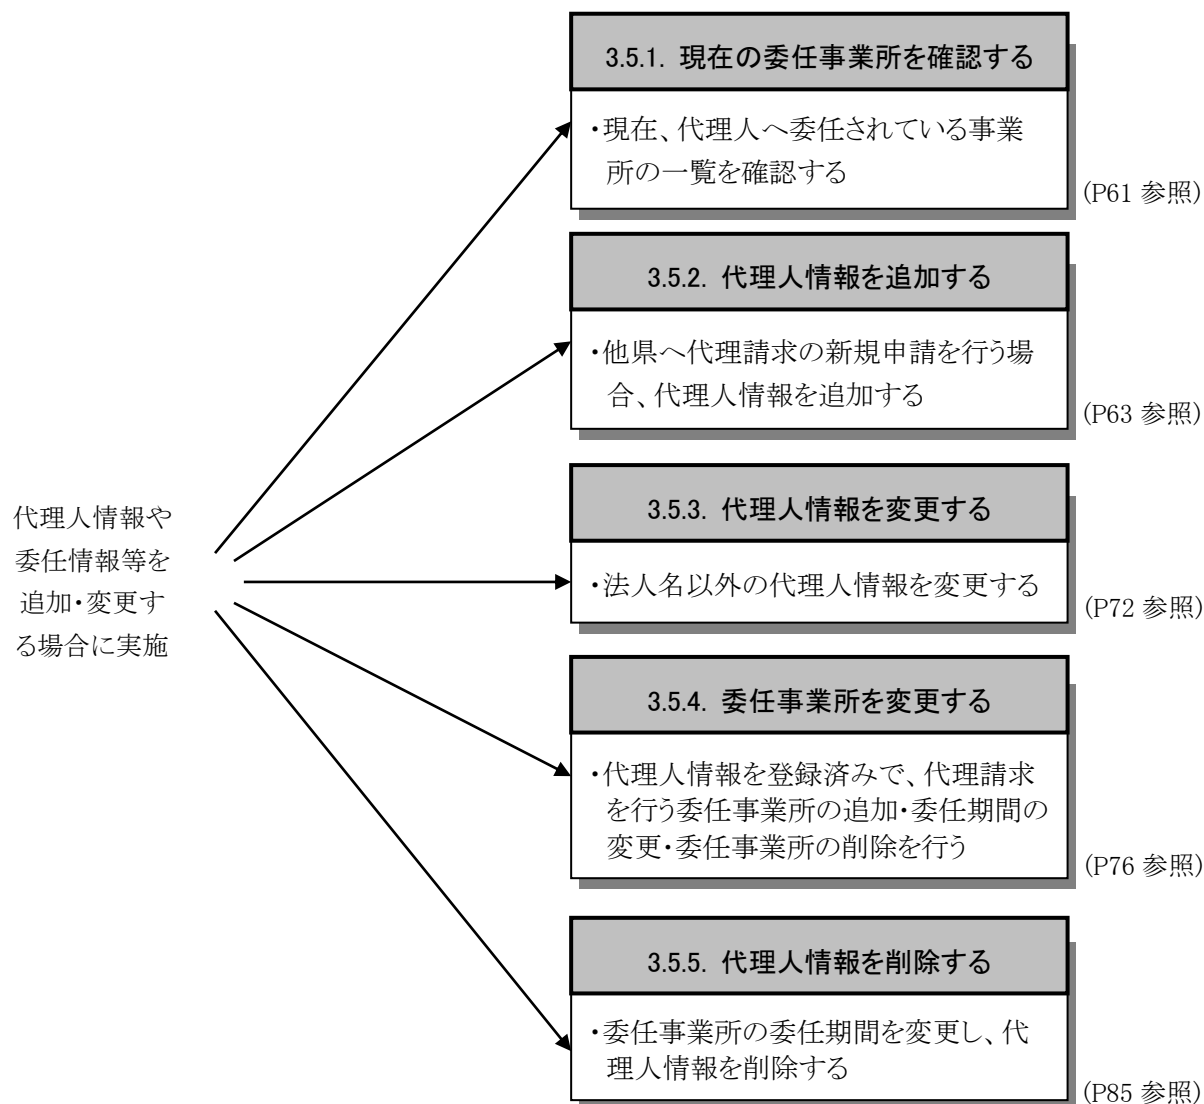 3.5.1. 現在の委任事業所を確認する
・現在、代理人へ委任されている事業
所の一覧を確認する
(P61 参照)
3.5.2. 代理人情報を追加する
・他県へ代理請求の新規申請を行う場
合、代理人情報を追加する
(P63 参照)
代理人情報や
委任情報等を
追加・変更す
る場合に実施
3.5.3. 代理人情報を変更する
・法人名以外の代理人情報を変更する
(P72 参照)
3.5.4. 委任事業所を変更する
・代理人情報を登録済みで、代理請求
を行う委任事業所の追加・委任期間の
変更・委任事業所の削除を行う
(P76 参照)
3.5.5. 代理人情報を削除する
・委任事業所の委任期間を変更し、代
理人情報を削除する
(P85 参照)